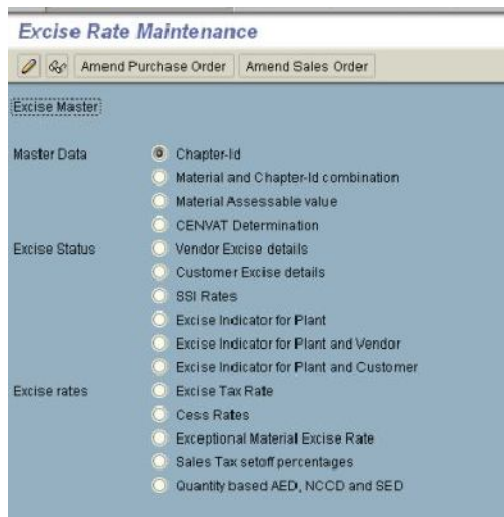 Excise Rate Maintenance
Amend Purchase Order Amend Sales Order
Excise Master
Master Data Chapter-Id
Material and Chapter-Id combination
Material Assessable value
CENVAT Determination
Excise Status Vendor Excise details
Customer Excise details
SSI Rates
Excise Indicator for Plant
Excise Indicator for Plant and Vendor
Excise Indicator for Plant and Customer
Excise rates Excise Tax Rate
Cess Rates
Exceptional Material Excise Rate
Sales Tax setoff percentages
Quantity based AED, NCCD and SED